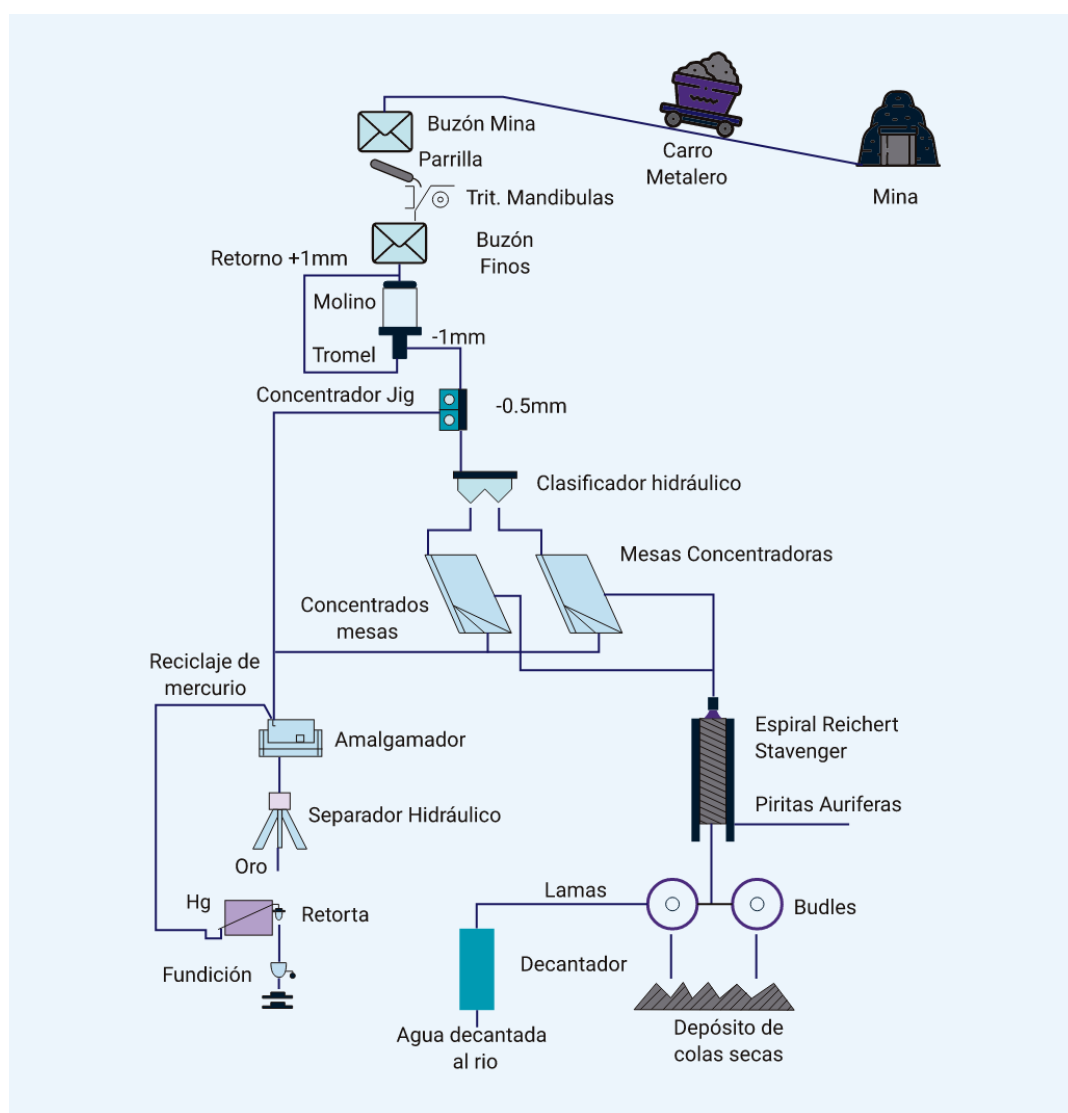 Buzón Mina
Parrilla
Carro
Metalero
Mina
Trit. Mandibulas
Buzón
Finos
Retorno +1mm
Molino
-1mm
Tromel
Concentrador Jig
-0.5mm
Clasificador hidráulico
Mesas Concentradoras
Concentrados
mesas
Reciclaje de
mercurio
Amalgamador
Espiral Reichert
Stavenger
Piritas Auriferas
Separador Hidráulico
Oro
Lamas
Budles
Hg
Retorta
Decantador
Fundición
Agua decantada
al rio
Depósito de
colas secas